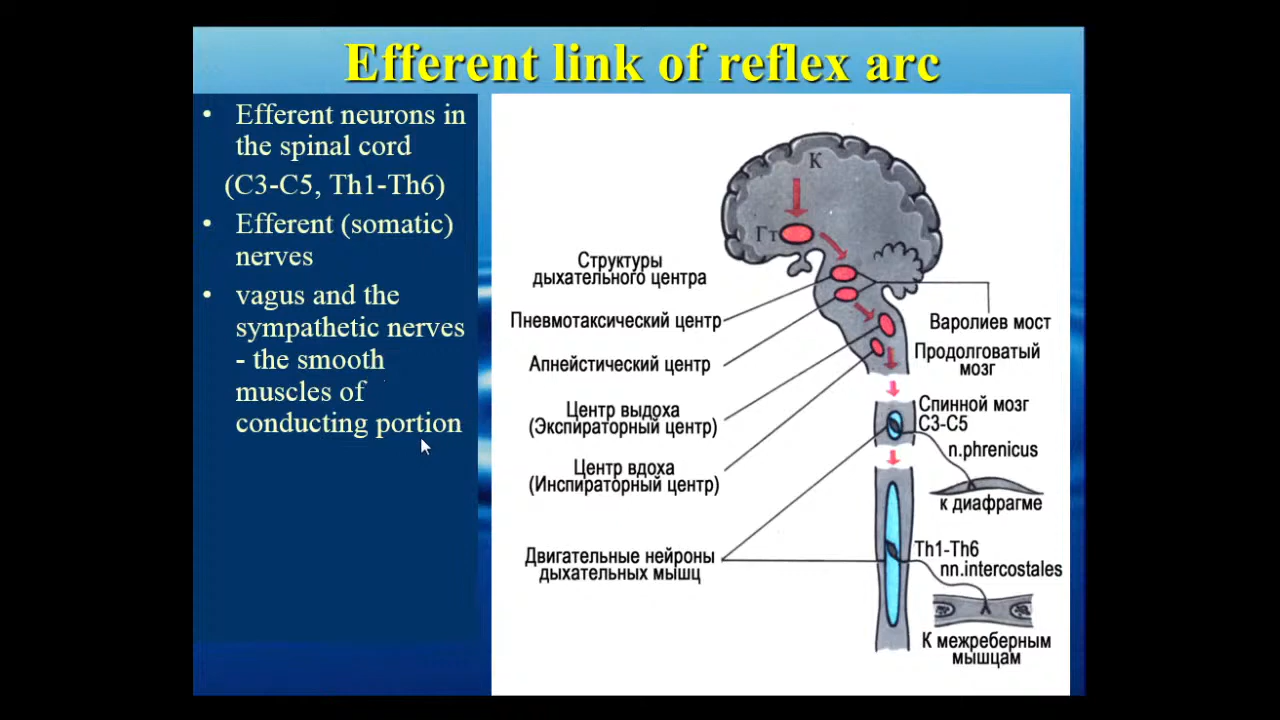 Efferent link of reflex arc
• Efferent neurons in
the spinal cord
(C3-C5, Th1-Th6)
• Efferent (somatic)
nerves
• vagus and the
sympathetic nerves
- the smooth
muscles of
conducting portion
К
Гт
Структуры
дыхательного центра
Пневмотаксический центр
Апнейстический центр
Центр выдоха
(Экспираторный центр)
Центр вдоха
(Инспираторный центр)
Двигательные нейроны
дыхательных мышц
Варолиев мост
Продолговатый
мозг
Спинной мозг
С3-С5
n.phrenicus
к диафрагме
Th1-Th6
nn.intercostales
К межреберным
мышцам